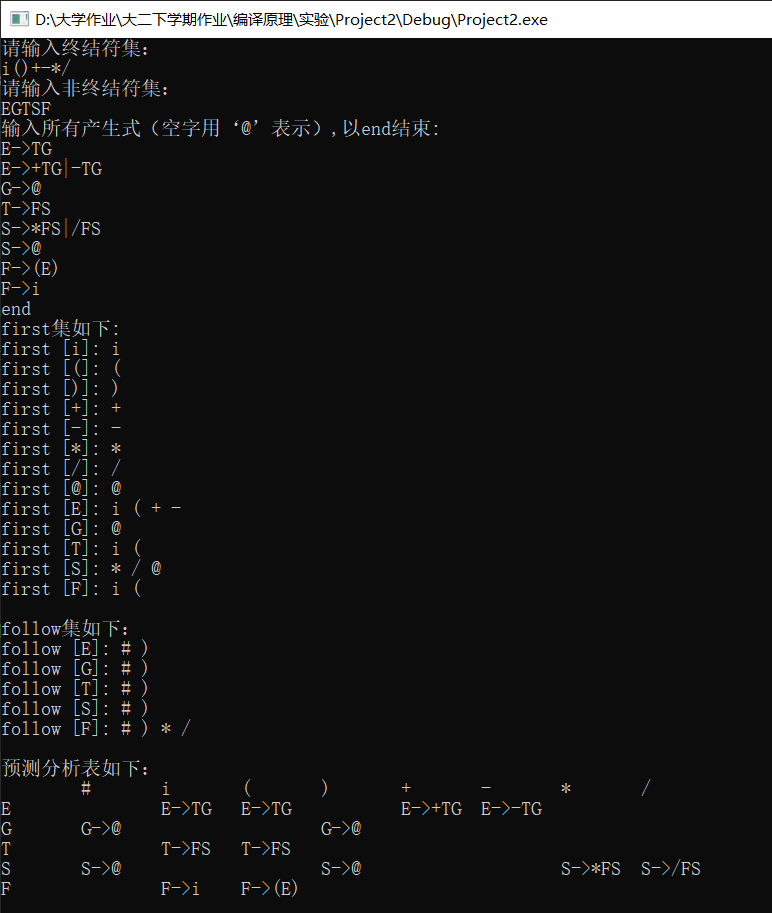 D:\大学作业\大二下学期作业\编译原理\实验\Project2\Debug\Project2.exe
请输入终结符集:
i()+-*/
请输入非终结符集:
EGTSF
输入所有产生式（空字用‘@’表示）,以end结束:
E->TG
E->+TG|-TG
G->@
T->FS
S->*FS|/FS
S->@
F->(E)
F->i
end
first集如下:
first [i]: i
first [(]: (
first [)]: )
first [+]: +
first [-]: -
first [*]: *
first [/]: /
first [@]: @
first [E]: i ( + -
first [G]: @
first [T]: i (
first [S]: * / @
first [F]: i (
follow集如下:
follow [E]: # )
follow [G]: # )
follow [T]: # )
follow [S]: # )
follow [F]: # ) * /
预测分析表如下:
# i ( ) + - * /
E E->TG E->TG E->+TG E->-TG
G G->@ G->@
T T->FS T->FS
S S->@ S->@ S->*FS S->/FS
F F->i F->(E)